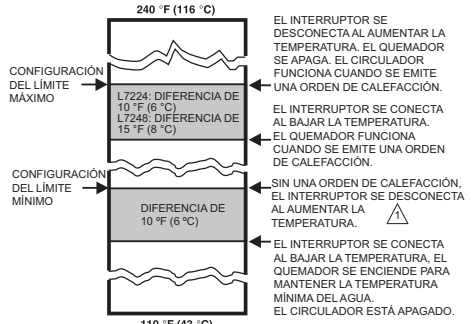 240 °F (116 °C)
EL INTERRUPTOR SE
DESCONECTA AL AUMENTAR LA
TEMPERATURA. EL QUEMADOR
SE APAGA. EL CIRCULADOR
FUNCIONA CUANDO SE EMITE
UNA ORDEN DE CALEFACCIÓN.
CONFIGURACIÓN
DEL LÍMITE
MÁXIMO
L7224: DIFERENCIA DE
10 °F (6 °C)
L7248: DIFERENCIA DE
15 °F (8 °C)
EL INTERRUPTOR SE CONECTA
AL BAJAR LA TEMPERATURA.
EL QUEMADOR FUNCIONA
CUANDO SE EMITE UNA ORDEN
DE CALEFACCIÓN.
CONFIGURACIÓN
DEL LÍMITE
MÍNIMO
SIN UNA ORDEN DE CALEFACCIÓN,
EL INTERRUPTOR SE DESCONECTA
AL AUMENTAR LA
TEMPERATURA.
1
DIFERENCIA DE
10 ºF (6 ºC)
EL INTERRUPTOR SE CONECTA
AL BAJAR LA TEMPERATURA, EL
QUEMADOR SE ENCIENDE PARA
MANTENER LA TEMPERATURA
MÍNIMA DEL AGUA.
EL CIRCULADOR ESTÁ APAGADO.
110 °F (43 °C)